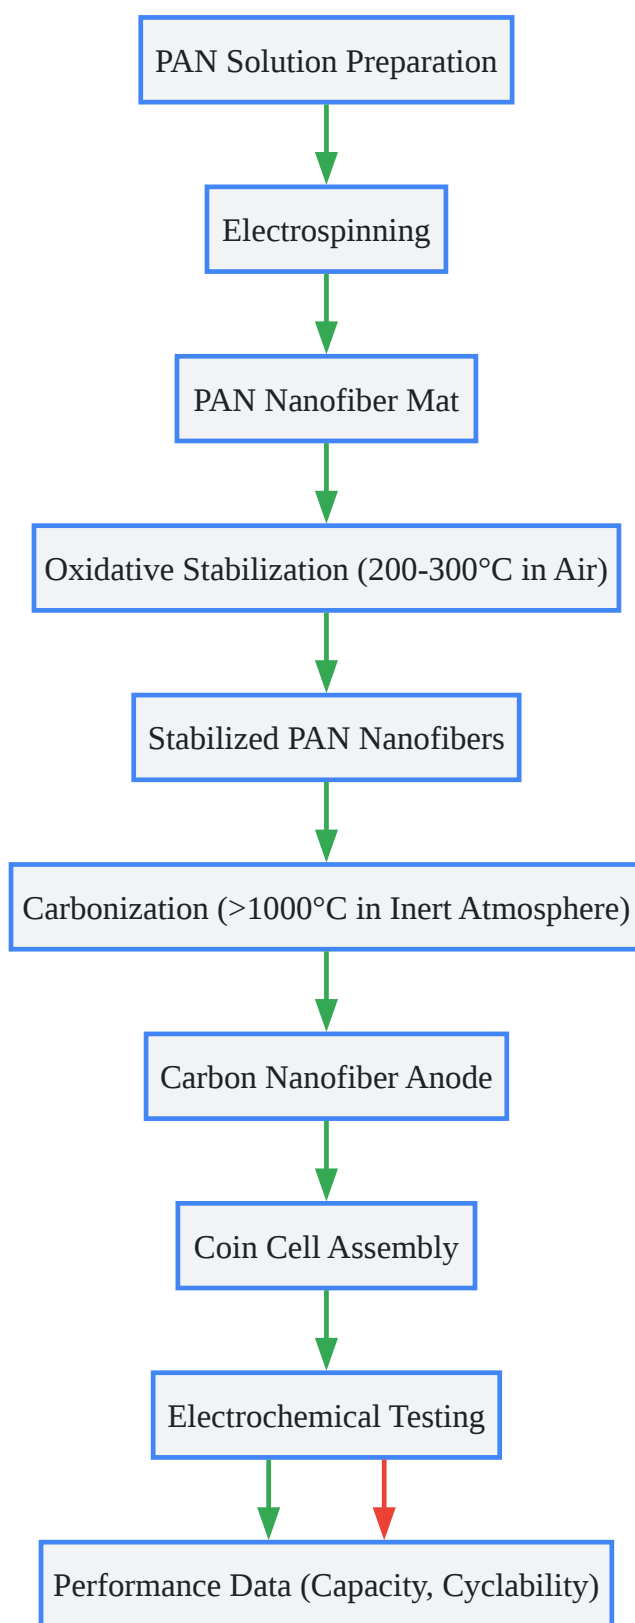 PAN Solution Preparation
Electrospinning
PAN Nanofiber Mat
Oxidative Stabilization (200-300°C in Air)
Stabilized PAN Nanofibers
Carbonization (>1000°C in Inert Atmosphere)
Carbon Nanofiber Anode
Coin Cell Assembly
Electrochemical Testing
Performance Data (Capacity, Cyclability)